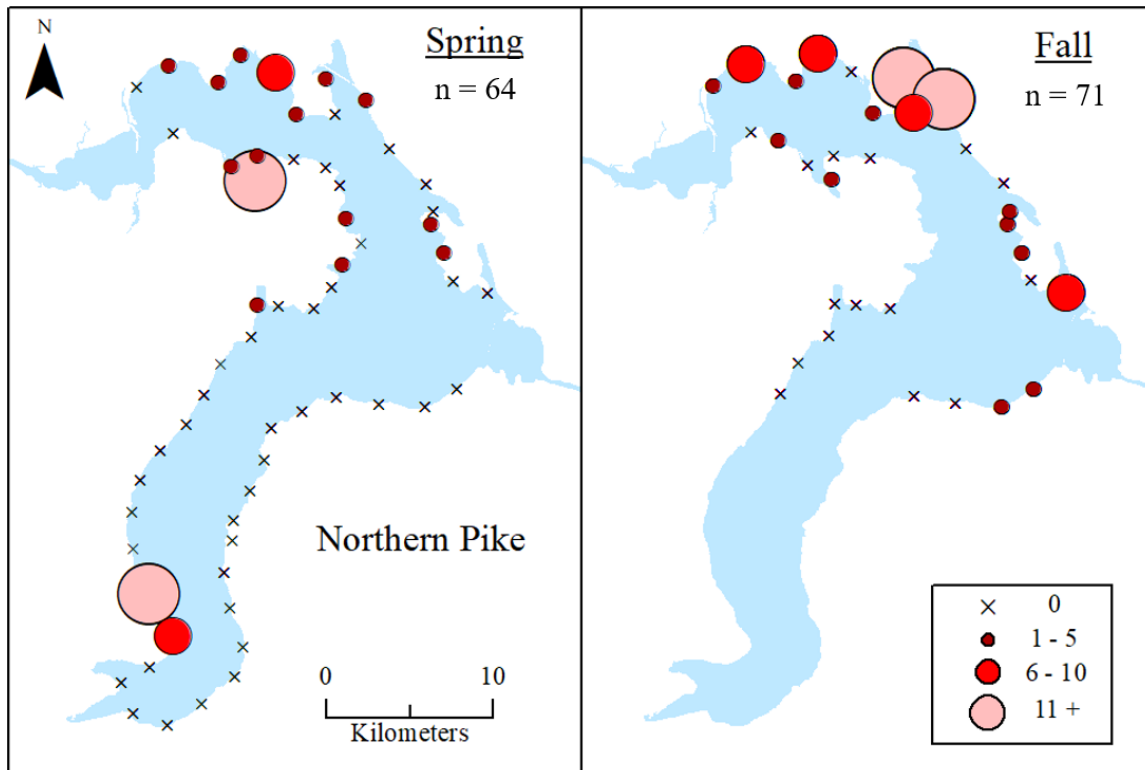 N
Spring
n = 64
Northern Pike
0
10
Kilometers
Fall
n = 71
0
1 - 5
6 - 10
11 +